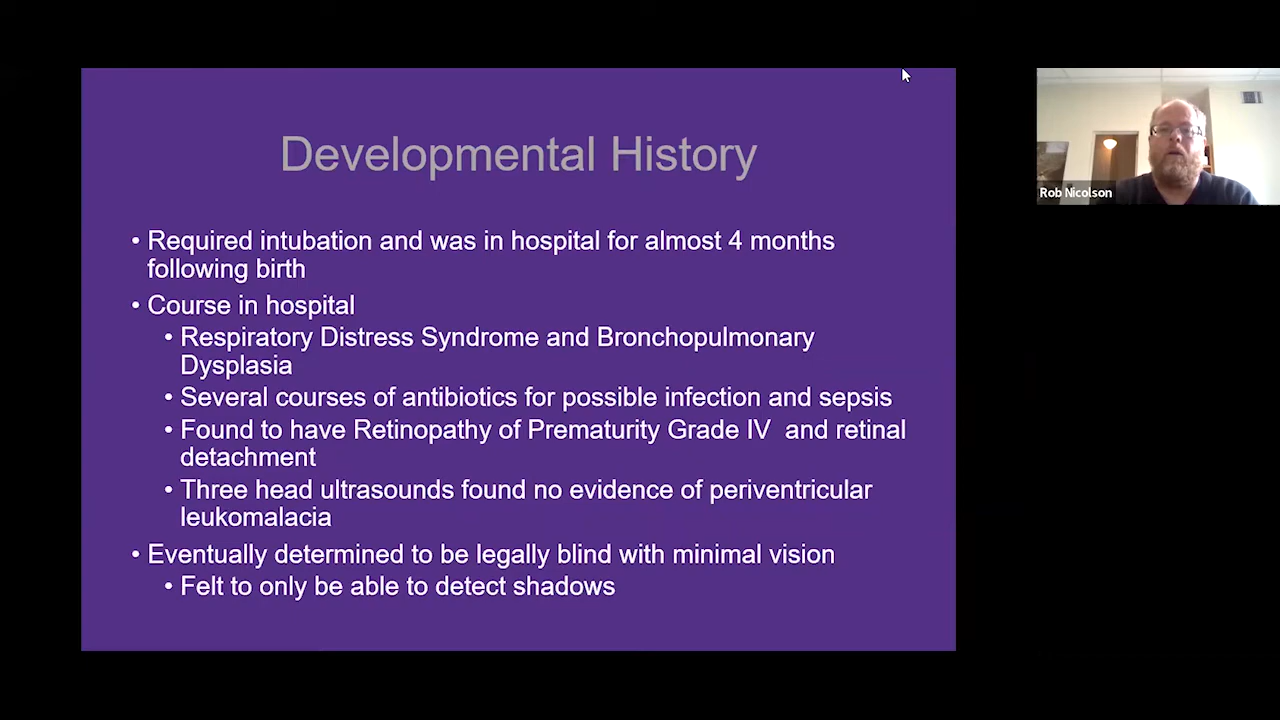 Developmental History
• Required intubation and was in hospital for almost 4 months
following birth
• Course in hospital
• Respiratory Distress Syndrome and Bronchopulmonary
Dysplasia
• Several courses of antibiotics for possible infection and sepsis
• Found to have Retinopathy of Prematurity Grade IV and retinal
detachment
• Three head ultrasounds found no evidence of periventricular
leukomalacia
• Eventually determined to be legally blind with minimal vision
• Felt to only be able to detect shadows
Rob Nicolson